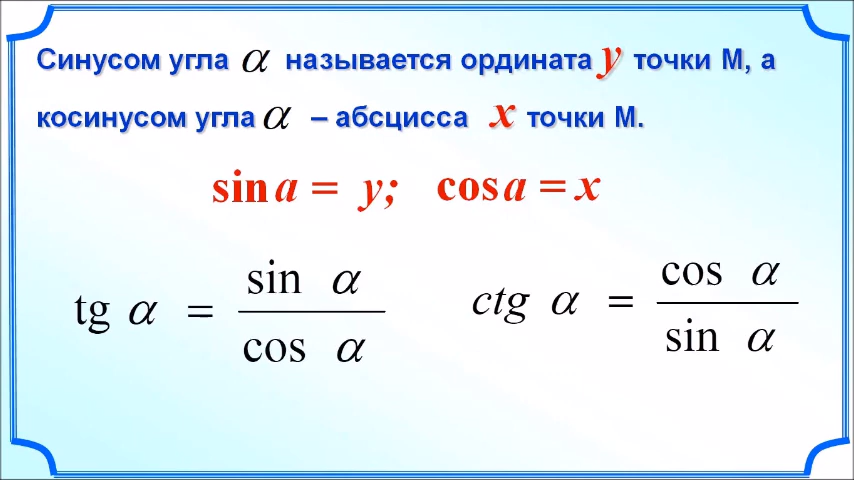 Синусом угла α называется ордината y точки М, а
косинусом угла α – абсцисса x точки М.
sin a = y; cos a = x
tg α = sin α / cos α
ctg α = cos α / sin α